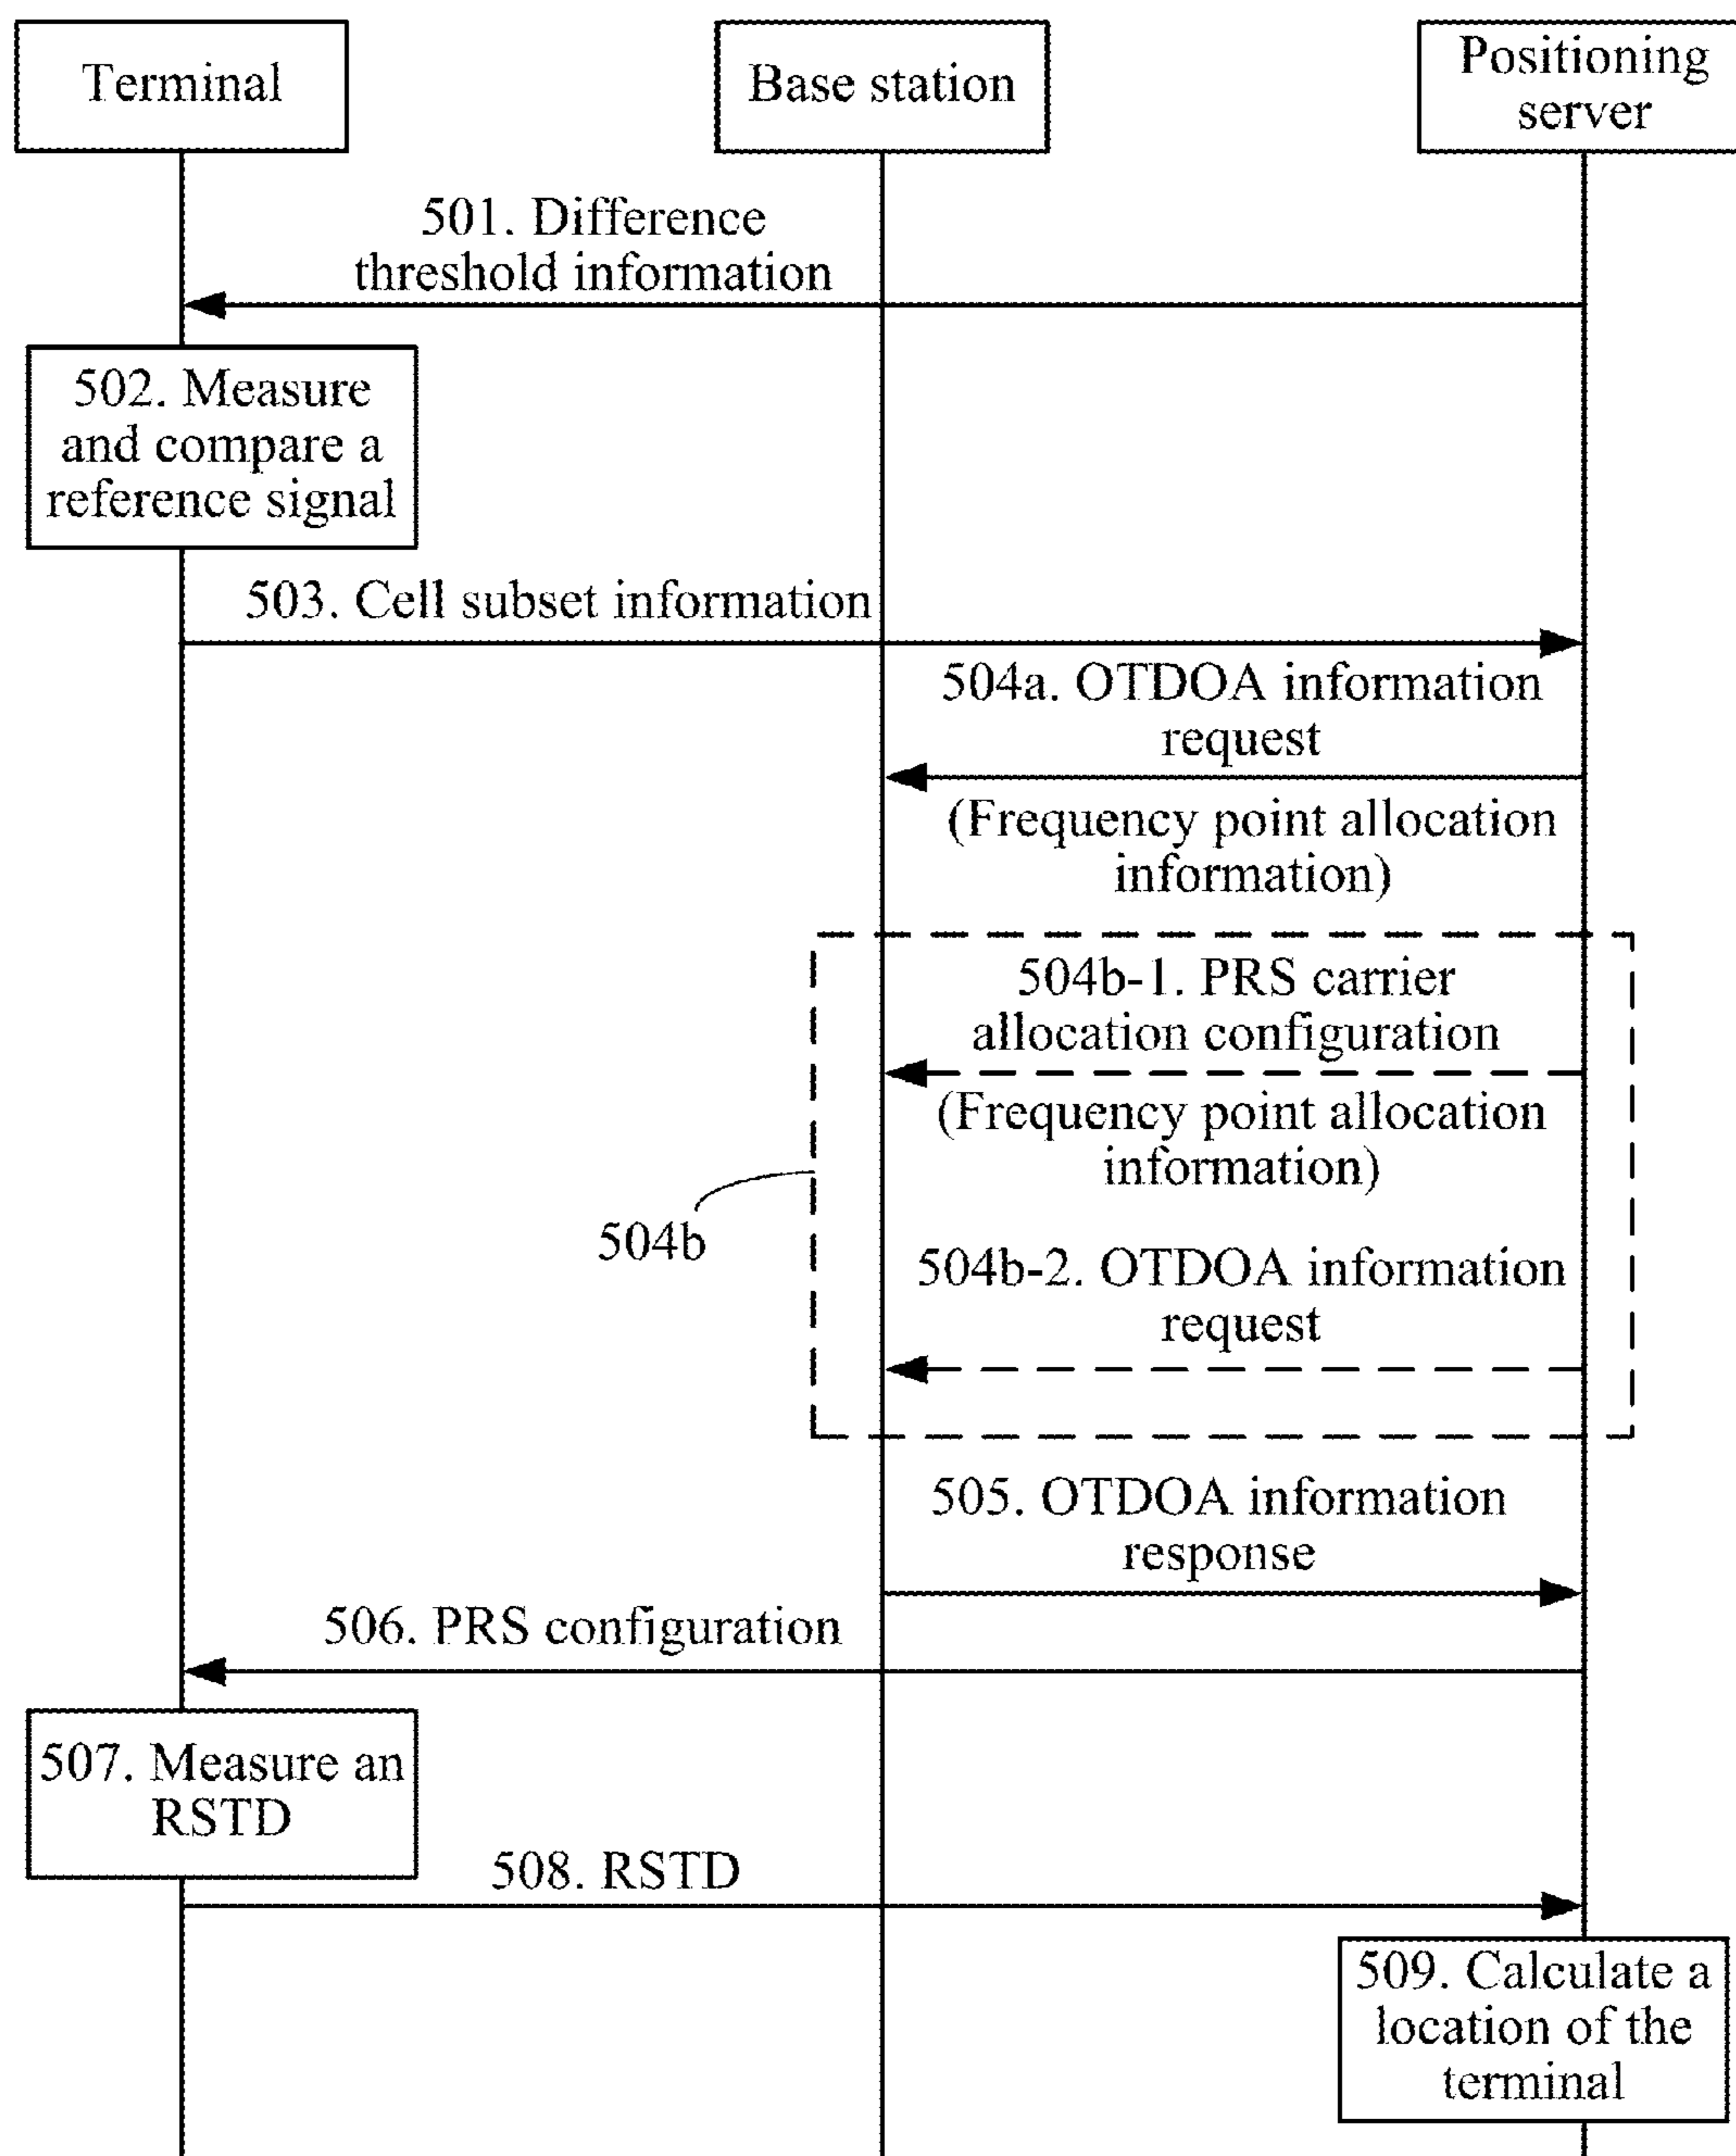 Terminal
Base station
Positioning
server
501. Difference
threshold information
502. Measure
and compare a
reference signal
503. Cell subset information
504a. OTDOA information
request
(Frequency point allocation
information)
504b-1. PRS carrier
allocation configuration
(Frequency point allocation
information)
504b
504b-2. OTDOA information
request
505. OTDOA information
response
506. PRS configuration
507. Measure an
RSTD
508. RSTD
509. Calculate a
location of the
terminal